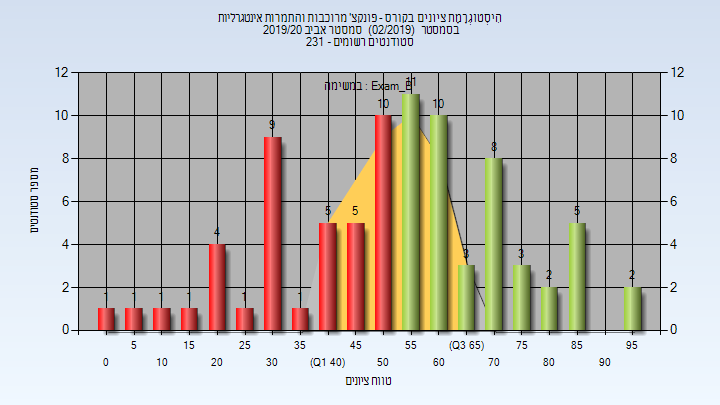 הִיסְטוֹגְרָמַת ציונים בקורס - פונקצ' מרוכבות והתמרות אינטגרליות
בסמסטר (02/2019) סמסטר אביב 2019/20
סטודנטים רשומים - 231
במשימה : Exam_B
מספר סטודנטים
12 12
10 10
8 8
6 6
4 4
2 2
0 0
1 1 1 1 4 1 9 1 5 5 10 11 10 3 8 3 2 5 2
5 15 25 35 45 55 (Q3 65) 75 85 95
0 10 20 30 (Q1 40) 50 60 70 80 90
טווח ציונים